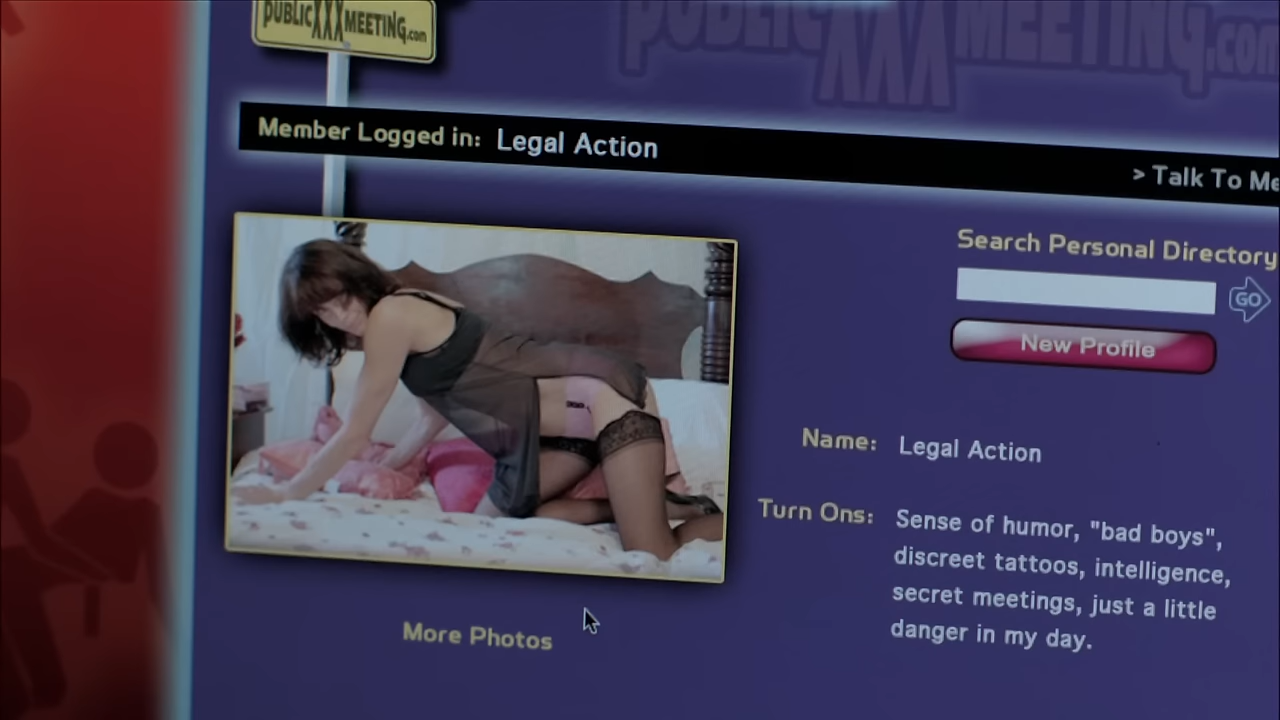 PUBLICXXXMEETING.com
PUBLICXXXMEETING.com
Member Logged in: Legal Action
> Talk To Me
Search Personal Directory
GO
New Profile
Name: Legal Action
Turn Ons: Sense of humor, "bad boys",
discreet tattoos, intelligence,
secret meetings, just a little
danger in my day.
More Photos